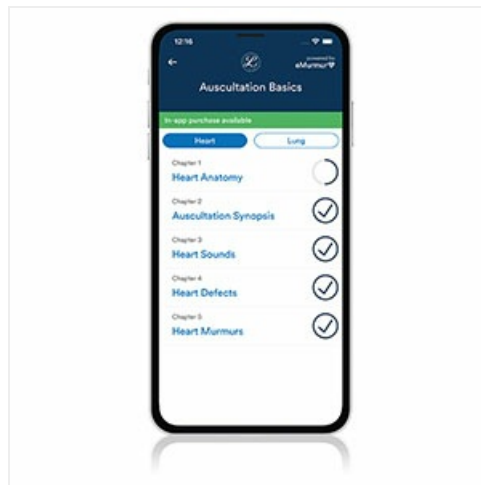 12:16
powered by
eMurmur
Auscultation Basics
In-app purchase available
Heart
Lung
Chapter 1
Heart Anatomy
Chapter 2
Auscultation Synopsis
Chapter 3
Heart Sounds
Chapter 4
Heart Defects
Chapter 5
Heart Murmurs